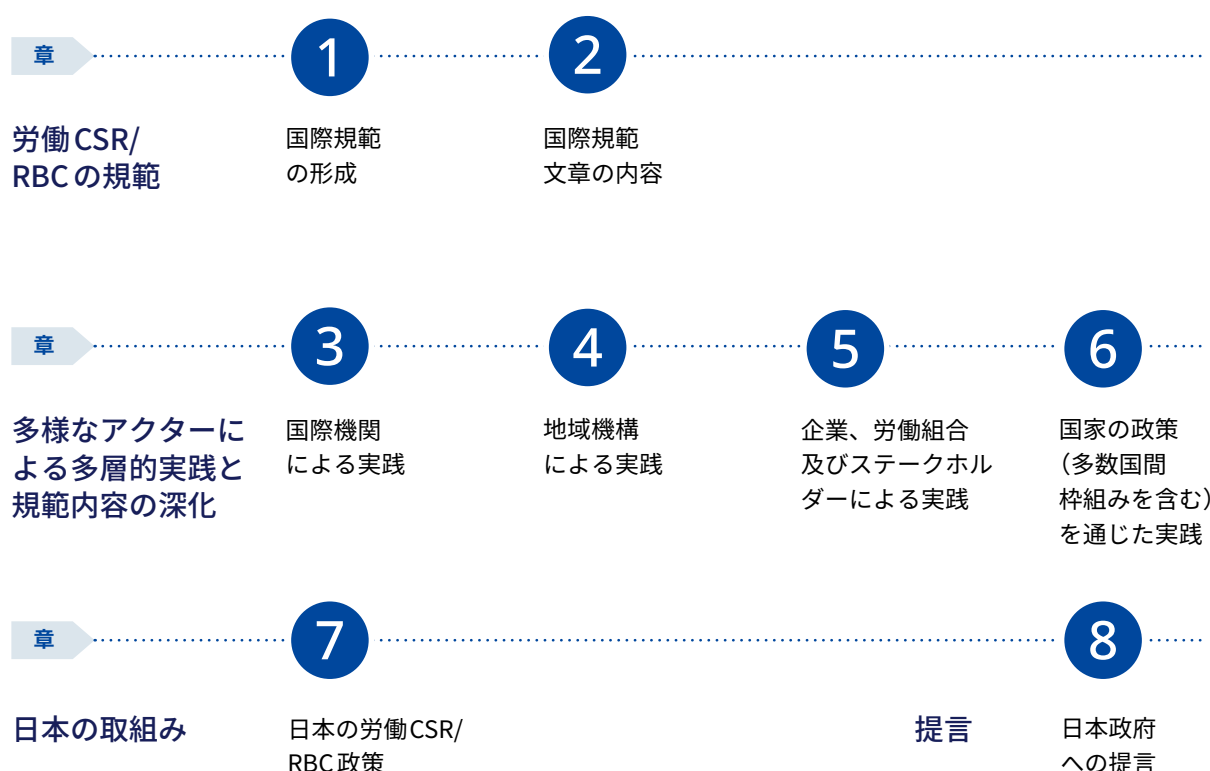 章
1
2
労働CSR/
RBCの規範
国際規範
の形成
国際規範
文章の内容
章
3
4
5
6
多様なアクターに
よる多層的実践と
規範内容の深化
国際機関
による実践
地域機構
による実践
企業、労働組合
及びステークホル
ダーによる実践
国家の政策
（多数国間
枠組みを含む）
を通じた実践
章
7
8
日本の取組み
日本の労働CSR/
RBC政策
提言
日本政府
への提言